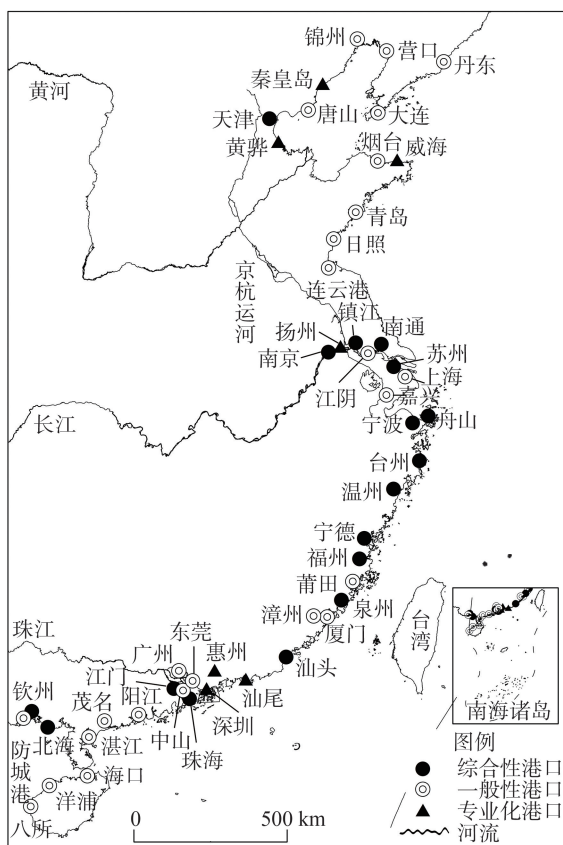 锦州
营口
丹东
秦皇岛
黄河
唐山
大连
天津
黄骅
烟台
威海
青岛
日照
京杭运河
连云港
镇江
南通
扬州
南京
苏州
上海
江阴
嘉兴
长江
宁波
舟山
台州
温州
宁德
福州
莆田
泉州
漳州
厦门
台湾
珠江
东莞
广州
惠州
汕头
江门
汕尾
钦州
茂名
阳江
深圳
中山
珠海
北海
湛江
防城港
海口
洋浦
八所
南海诸岛
图例
综合性港口
一般性港口
专业化港口
河流
0 500 km